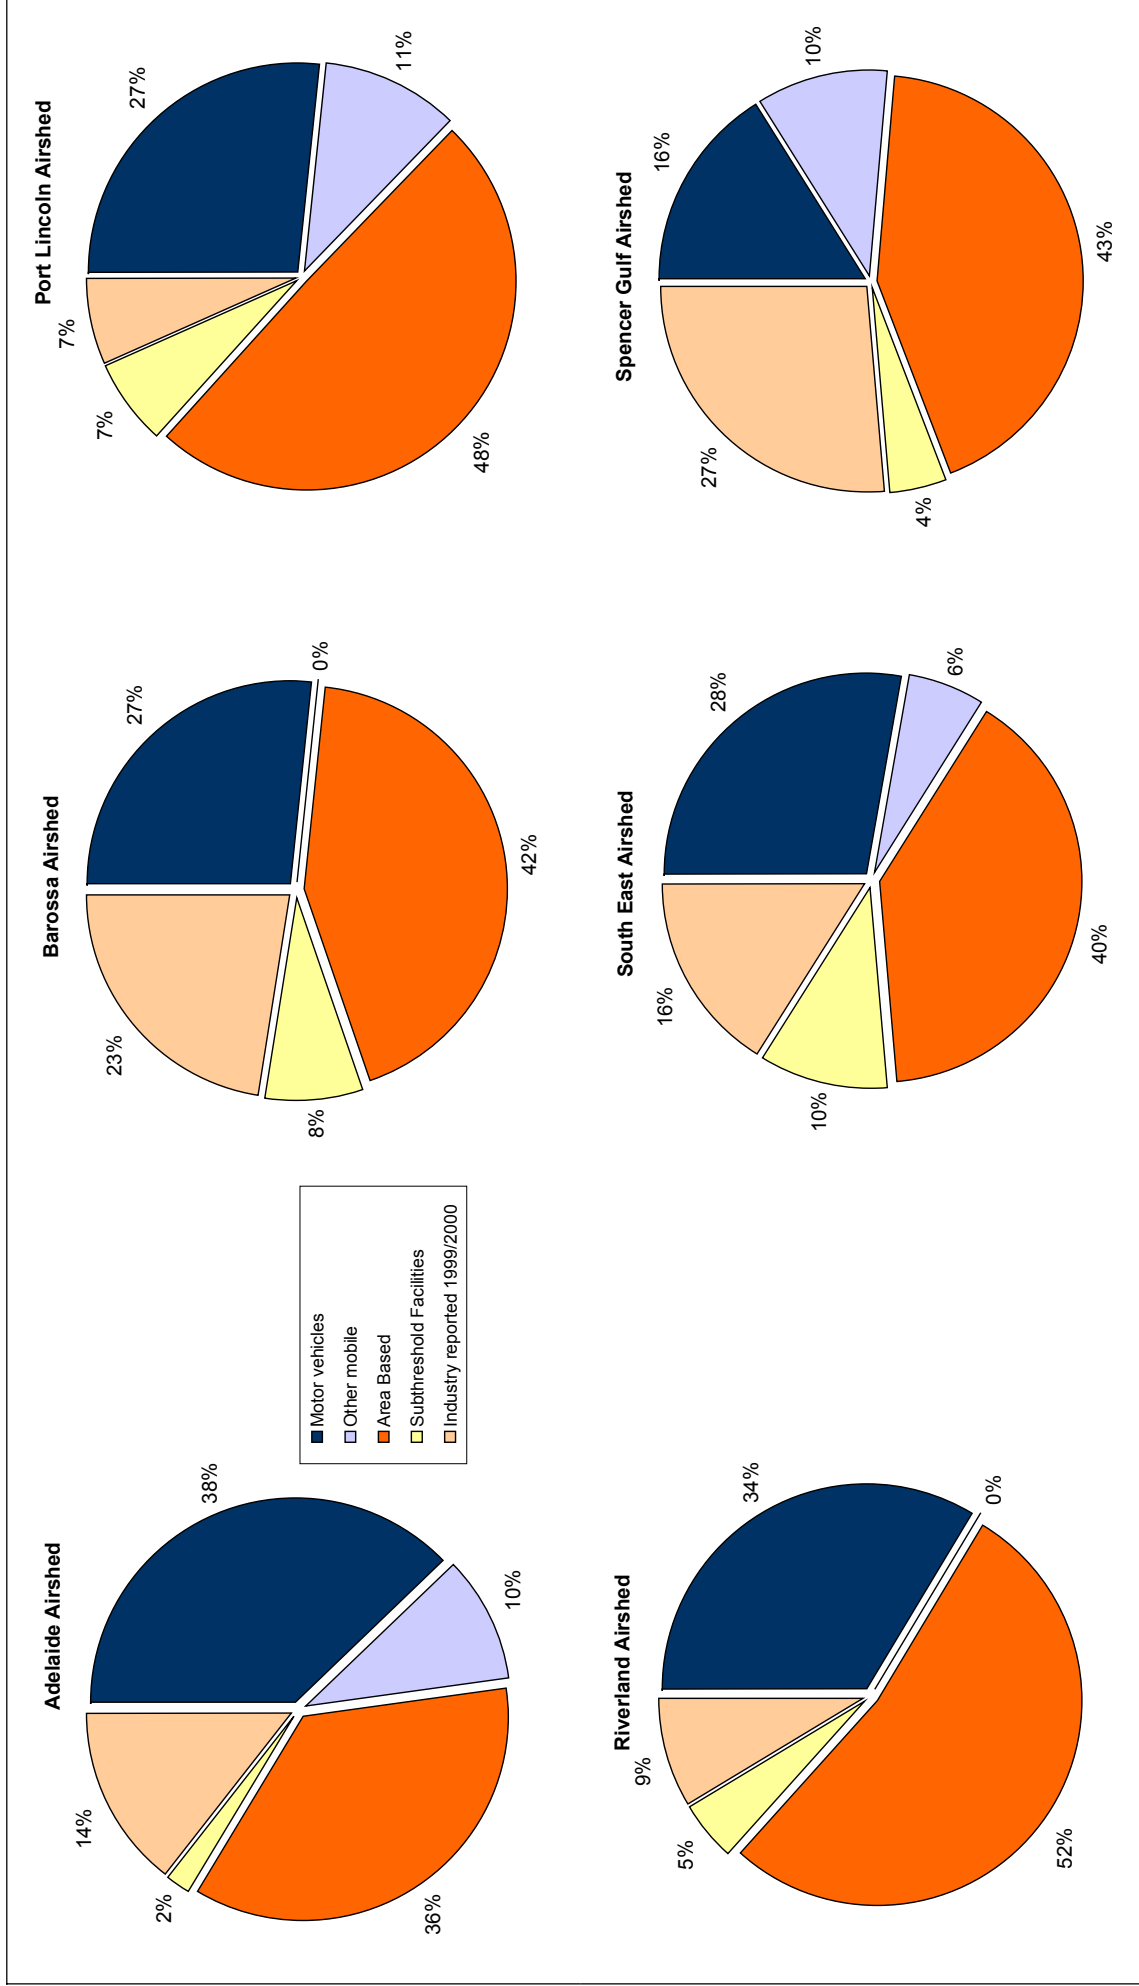 Adelaide Airshed
38%
10%
36%
2%
14%
Motor vehicles
Other mobile
Area Based
Subthreshold Facilities
Industry reported 1999/2000
Barossa Airshed
27%
0%
42%
8%
23%
Port Lincoln Airshed
27%
11%
48%
7%
7%
Riverland Airshed
34%
0%
52%
5%
9%
South East Airshed
28%
6%
40%
10%
16%
Spencer Gulf Airshed
16%
10%
43%
4%
27%